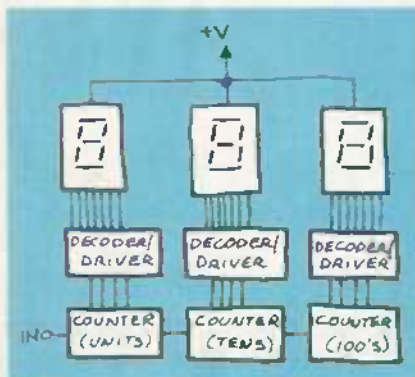 +V
DECODER/
DRIVER
DECODER/
DRIVER
DECODER/
DRIVER
IN
COUNTER
(UNITS)
COUNTER
(TENS)
COUNTER
(100'S)